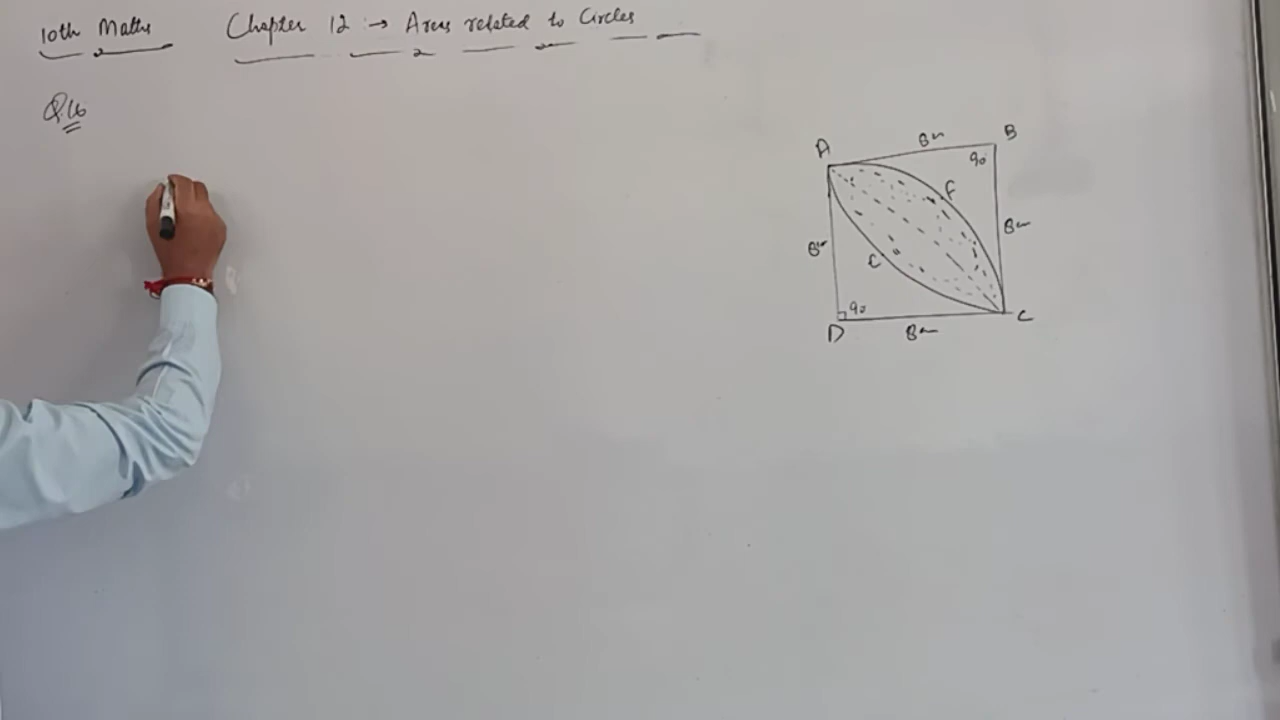 10th Maths Chapter 12 :→ Areas related to Circles
Q.16
A 8cm B
90°
F
8cm 8cm
E
90°
D 8cm C